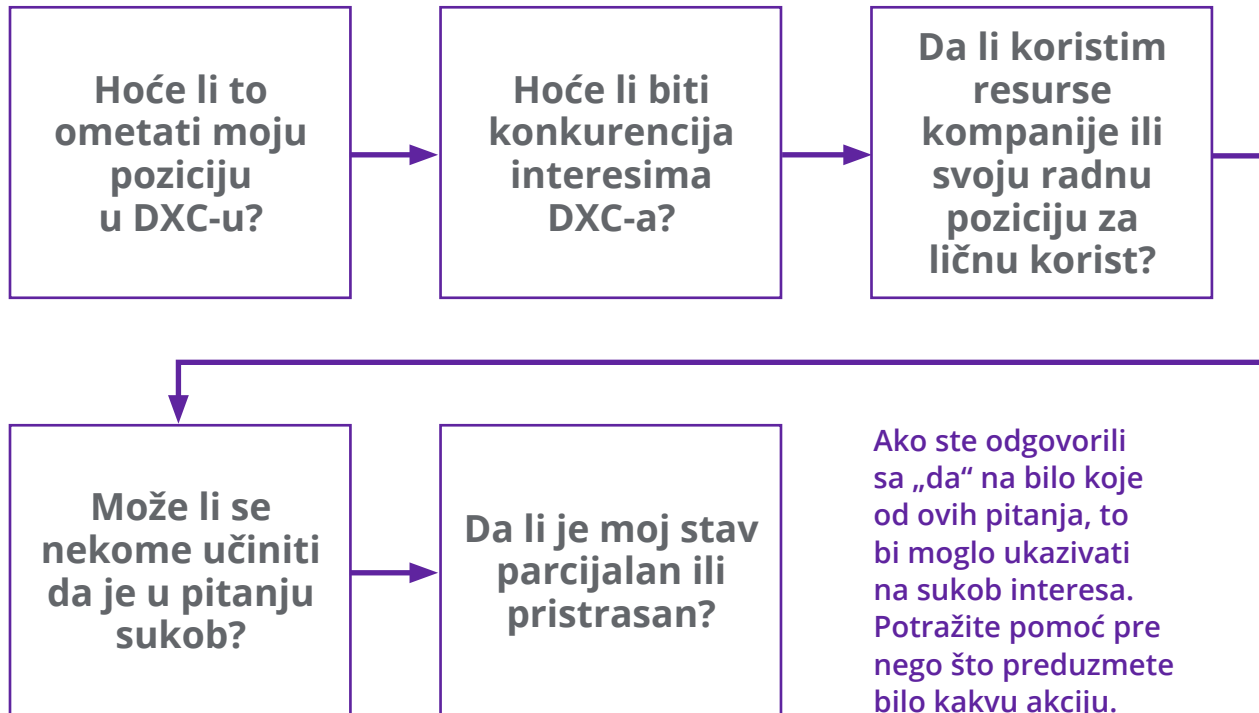 Hoće li to
ometati moju
poziciju
u DXC-u?
Hoće li biti
konkurencija
interesima
DXC-a?
Da li koristim
resurse
kompanije ili
svoju radnu
poziciju za
ličnu korist?
Može li se
nekome učiniti
da je u pitanju
sukob?
Da li je moj stav
parcijalan ili
pristrasan?
Ako ste odgovorili
sa „da“ na bilo koje
od ovih pitanja, to
bi moglo ukazivati
na sukob interesa.
Potražite pomoć pre
nego što preduzmete
bilo kakvu akciju.